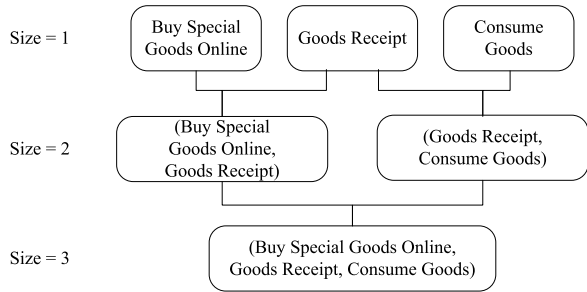 Size = 1
Buy Special
Goods Online
Goods Receipt
Consume
Goods
Size = 2
(Buy Special
Goods Online,
Goods Receipt)
(Goods Receipt,
Consume Goods)
Size = 3
(Buy Special Goods Online,
Goods Receipt, Consume Goods)